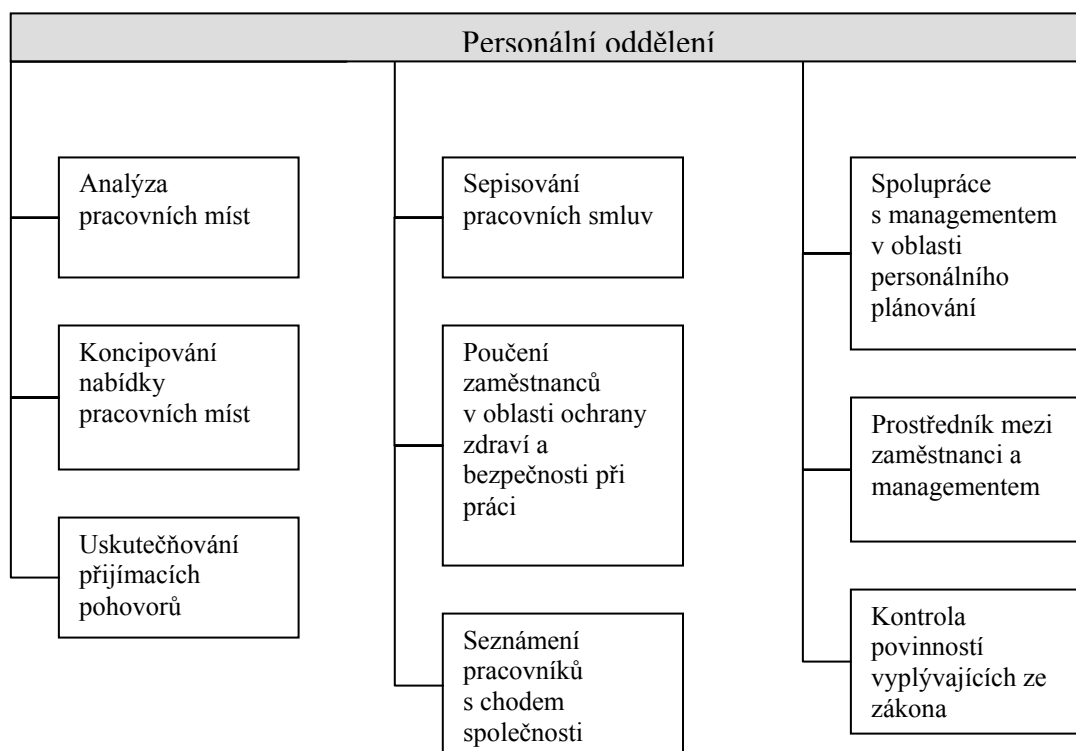 Personální oddělení
Analýza
pracovních míst
Koncipování
nabídky
pracovních míst
Uskutečňování
přijímacích
pohovorů
Sepisování
pracovních smluv
Poučení
zaměstnanců
v oblasti ochrany
zdraví a
bezpečnosti při
práci
Seznámení
pracovníků
s chodem
společnosti
Spolupráce
s managementem
v oblasti
personálního
plánování
Prostředník mezi
zaměstnanci a
managementem
Kontrola
povinností
vyplývajících ze
zákona